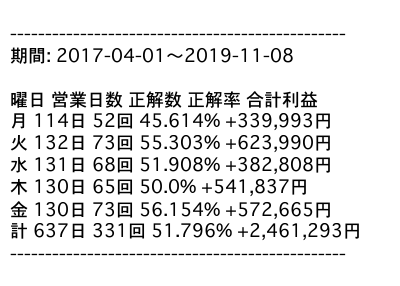 ------------------------------------------------
期間: 2017-04-01〜2019-11-08
曜日 営業日数 正解数 正解率 合計利益
月 114日 52回 45.614% +339,993円
火 132日 73回 55.303% +623,990円
水 131日 68回 51.908% +382,808円
木 130日 65回 50.0% +541,837円
金 130日 73回 56.154% +572,665円
計 637日 331回 51.796% +2,461,293円
------------------------------------------------